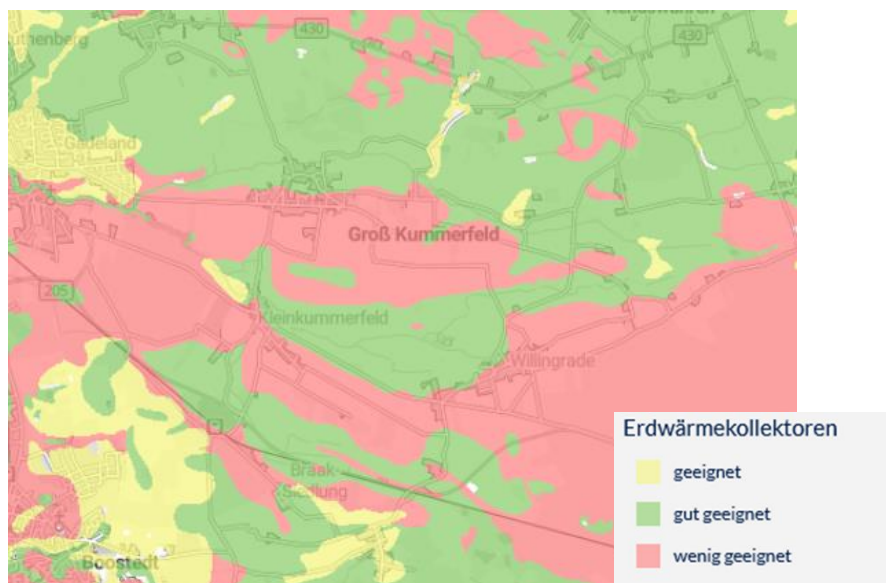 430
430
Gadeland
Groß Kummerfeld
205
Kleinkummerfeld
Willingrade
Braak-
Siedlung
Boostedt
Erdwärmekollektoren
geeignet
gut geeignet
wenig geeignet